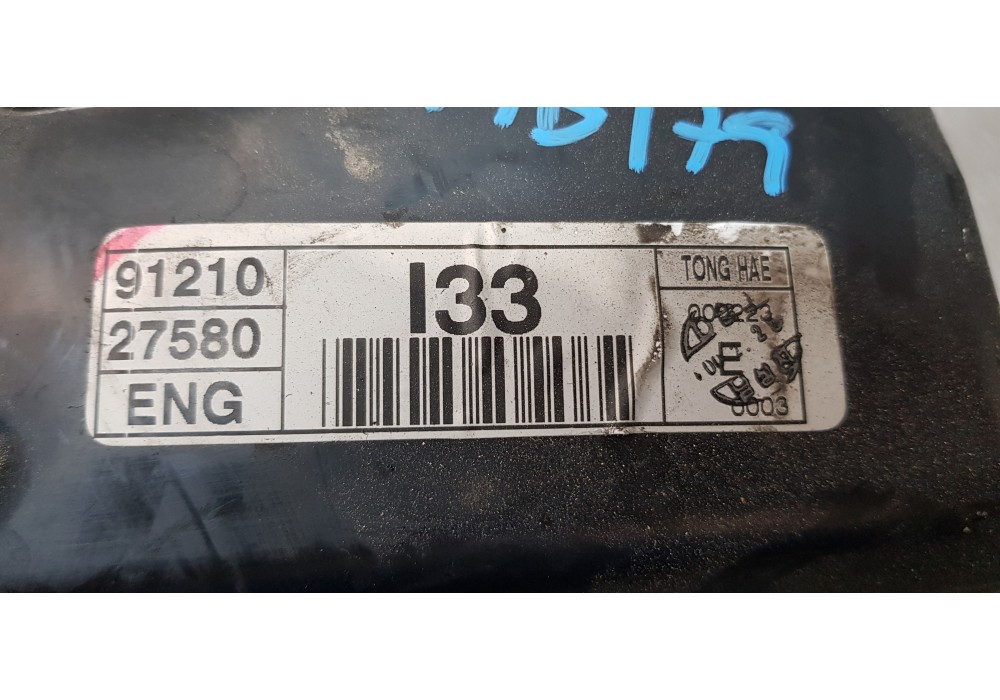 91210
27580
ENG
I33
TONG HAE
E
0003